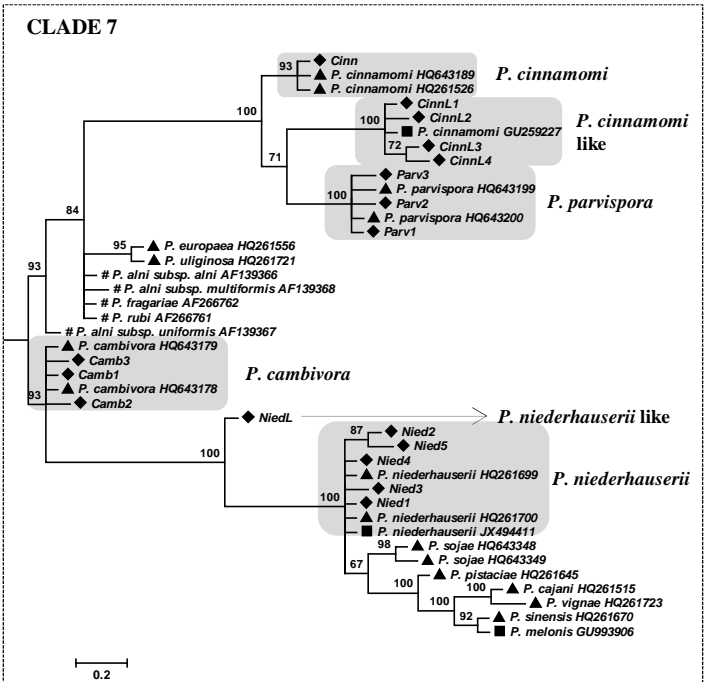 CLADE 7
93
Cinn
P. cinnamomi HQ643189
P. cinnamomi HQ261526
P. cinnamomi
100
CinnL1
CinnL2
100
P. cinnamomi GU259227
72
CinnL3
CinnL4
P. cinnamomi
like
71
Parv3
P. parvispora HQ643199
100
Parv2
P. parvispora HQ643200
Parv1
P. parvispora
84
95
P. europaea HQ261556
P. uliginosa HQ261721
93
# P. alni subsp. alni AF139366
# P. alni subsp. multiformis AF139368
# P. fragariae AF266762
# P. rubi AF266761
# P. alni subsp. uniformis AF139367
P. cambivora HQ643179
Camb3
Camb1
P. cambivora HQ643178
93
Camb2
P. cambivora
NiedL
P. niederhauserii like
100
87
Nied2
Nied5
Nied4
P. niederhauserii HQ261699
Nied3
100
Nied1
P. niederhauserii HQ261700
P. niederhauserii JX494411
P. niederhauserii
98
P. sojae HQ643348
P. sojae HQ643349
67
P. pistaciae HQ261645
100
100
P. cajani HQ261515
P. vignae HQ261723
100
92
P. sinensis HQ261670
P. melonis GU993906
0.2